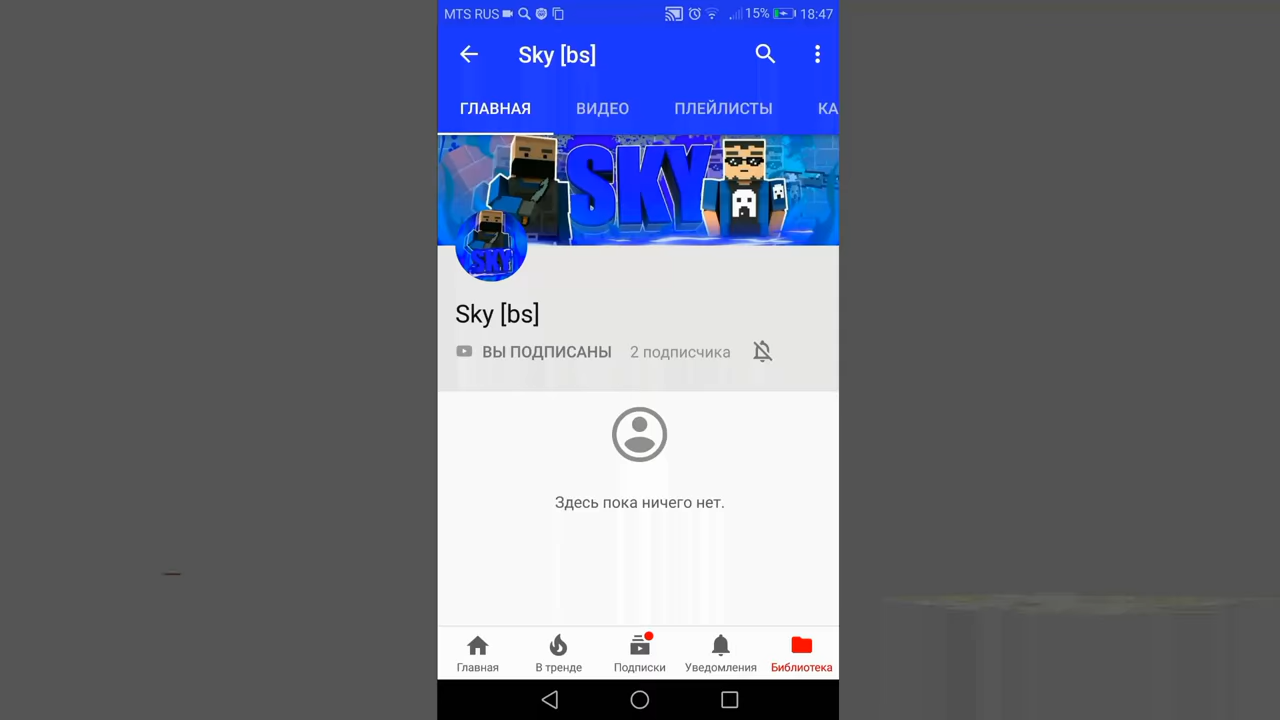 MTS RUS 15% 18:47
Sky [bs]
ГЛАВНАЯ ВИДЕО ПЛЕЙЛИСТЫ КА
SKY
SKY
Sky [bs]
ВЫ ПОДПИСАНЫ 2 подписчика
Здесь пока ничего нет.
Главная В тренде Подписки Уведомления Библиотека